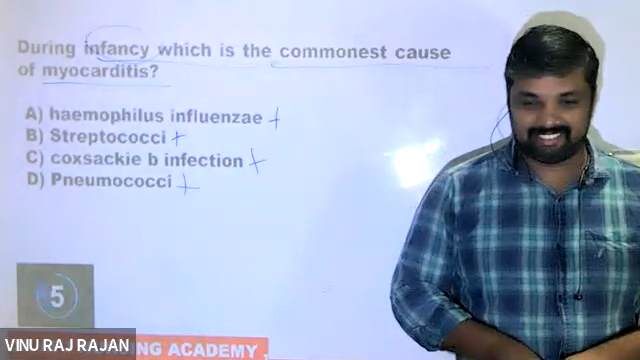 During infancy which is the commonest cause
of myocarditis?
A) haemophilus influenzae +
B) Streptococci +
C) coxsackie b infection +
D) Pneumococci +
5
VINU RAJ RAJAN
ACADEMY